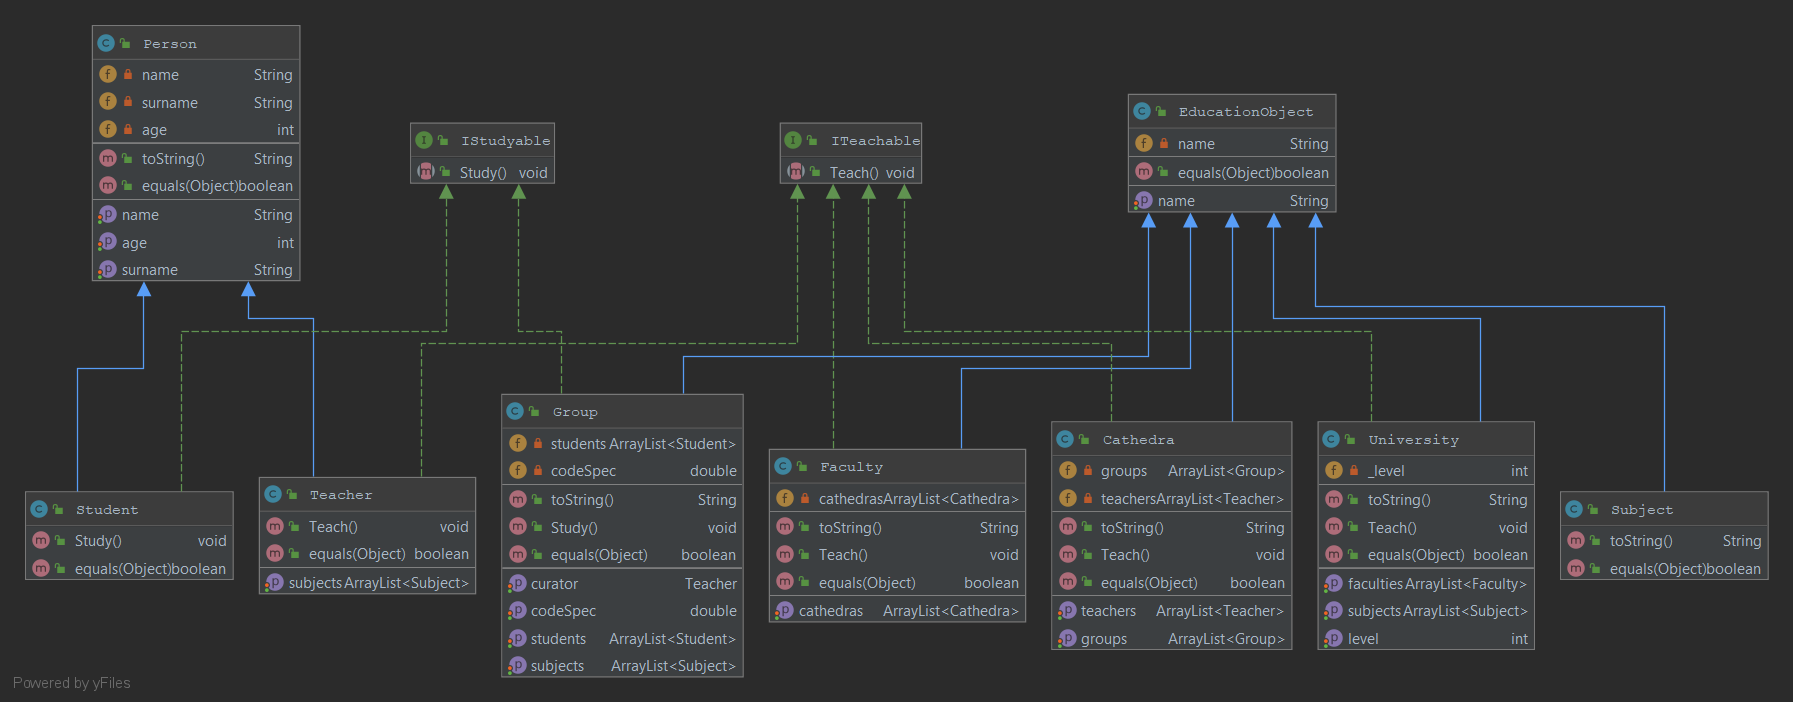 Person
name String
surname String
age int
toString() String
equals(Object) boolean
name String
age int
surname String
IStudyable
Study() void
ITeachable
Teach() void
EducationObject
name String
equals(Object) boolean
name String
Student
Study() void
equals(Object) boolean
Teacher
Teach() void
equals(Object) boolean
subjects ArrayList<Subject>
Group
students ArrayList<Student>
codeSpec double
toString() String
Study() void
equals(Object) boolean
curator Teacher
codeSpec double
students ArrayList<Student>
subjects ArrayList<Subject>
Faculty
cathedras ArrayList<Cathedra>
toString() String
Teach() void
equals(Object) boolean
cathedras ArrayList<Cathedra>
Cathedra
groups ArrayList<Group>
teachers ArrayList<Teacher>
toString() String
Teach() void
equals(Object) boolean
teachers ArrayList<Teacher>
groups ArrayList<Group>
University
_level int
toString() String
Teach() void
equals(Object) boolean
faculties ArrayList<Faculty>
subjects ArrayList<Subject>
level int
Subject
toString() String
equals(Object) boolean
Powered by yFiles